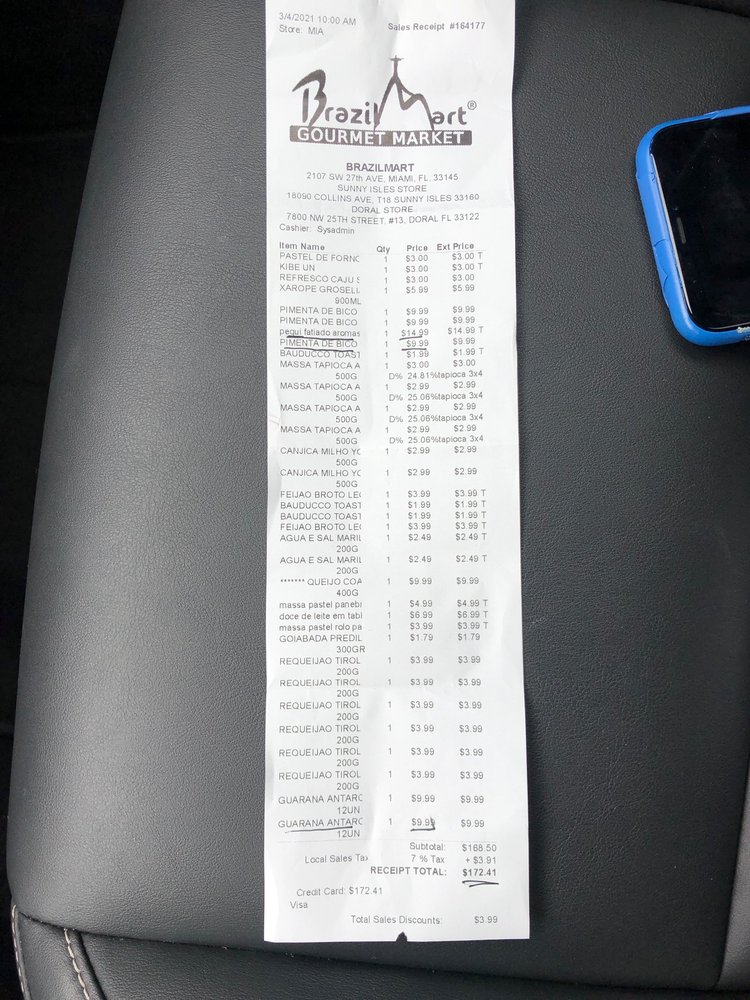 3/4/2021 10:00 AM
Store: MIA
Sales Receipt #164177
BrazilMart®
GOURMET MARKET
BRAZILMART
2107 SW 27th AVE, MIAMI, FL. 33145
SUNNY ISLES STORE
18090 COLLINS AVE, T18 SUNNY ISLES 33160
DORAL STORE
7800 NW 25TH STREET, #13, DORAL FL 33122
Cashier: Sysadmin
Item Name Qty Price Ext Price
PASTEL DE FORNO 1 $3.00 $3.00 T
KIBE UN 1 $3.00 $3.00 T
REFRESCO CAJU S 1 $3.00 $3.00
XAROPE GROSELL 1 $5.99 $5.99
900ML
PIMENTA DE BICO 1 $9.99 $9.99
PIMENTA DE BICO 1 $9.99 $9.99
pequi fatiado aromas 1 $14.99 $14.99 T
PIMENTA DE BICO 1 $9.99 $9.99
BAUDUCCO TOAST 1 $1.99 $1.99 T
MASSA TAPIOCA A 1 $3.00 $3.00
500G D% 24.81%tapioca 3x4
MASSA TAPIOCA A 1 $2.99 $2.99
500G D% 25.06%tapioca 3x4
MASSA TAPIOCA A 1 $2.99 $2.99
500G D% 25.06%tapioca 3x4
MASSA TAPIOCA A 1 $2.99 $2.99
500G D% 25.06%tapioca 3x4
CANJICA MILHO YO 1 $2.99 $2.99
500G
CANJICA MILHO YO 1 $2.99 $2.99
500G
FEIJAO BROTO LEG 1 $3.99 $3.99 T
BAUDUCCO TOAST 1 $1.99 $1.99 T
BAUDUCCO TOAST 1 $1.99 $1.99 T
FEIJAO BROTO LEG 1 $3.99 $3.99 T
AGUA E SAL MARIL 1 $2.49 $2.49 T
200G
AGUA E SAL MARIL 1 $2.49 $2.49 T
200G
******* QUEIJO COA 1 $9.99 $9.99
400G
massa pastel paneb 1 $4.99 $4.99 T
doce de leite em tabl 1 $6.99 $6.99 T
massa pastel rolo pa 1 $3.99 $3.99 T
GOIABADA PREDIL 1 $1.79 $1.79
300GR
REQUEIJAO TIROL 1 $3.99 $3.99
200G
REQUEIJAO TIROL 1 $3.99 $3.99
200G
REQUEIJAO TIROL 1 $3.99 $3.99
200G
REQUEIJAO TIROL 1 $3.99 $3.99
200G
REQUEIJAO TIROL 1 $3.99 $3.99
200G
REQUEIJAO TIROL 1 $3.99 $3.99
200G
GUARANA ANTARC 1 $9.99 $9.99
12UN
GUARANA ANTARC 1 $9.99 $9.99
12UN
Subtotal: $168.50
Local Sales Tax 7 % Tax + $3.91
RECEIPT TOTAL: $172.41
Credit Card: $172.41
Visa
Total Sales Discounts: $3.99